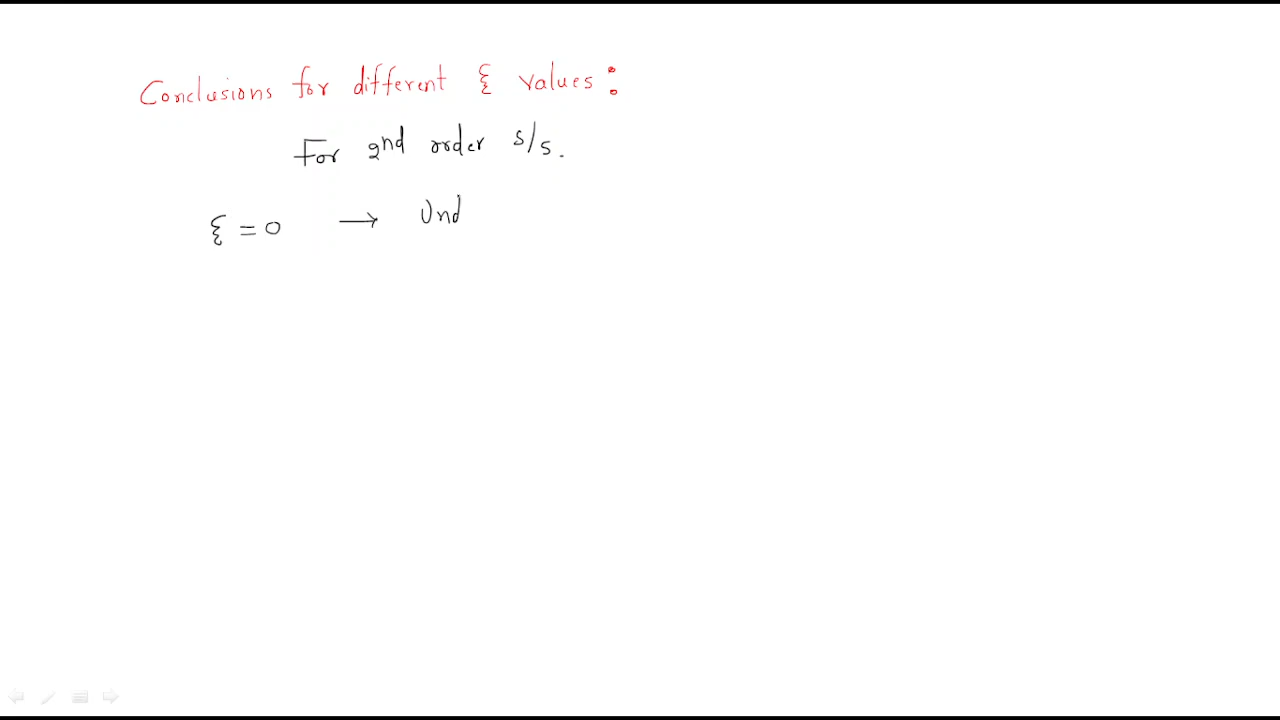 Conclusions for different ξ values :
For 2nd order s/s.
ξ = 0 → Und